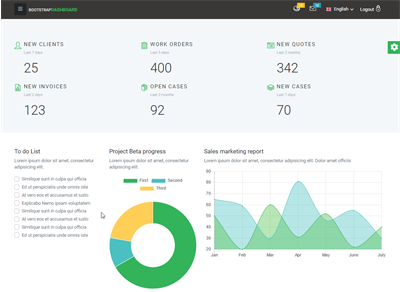 BOOTSTRAPDASHBOARD
English
Logout
NEW CLIENTS
Last 7 days
25
WORK ORDERS
Last 5 days
400
NEW QUOTES
Last 2 months
342
NEW INVOICES
Last 2 days
123
OPEN CASES
Last 3 months
92
NEW CASES
Last 7 days
70
To do List
Lorem ipsum dolor sit amet, consectetur
adipisicing elit.
Similique sunt in culpa qui officia
Ed ut perspiciatis unde omnis iste
At vero eos et accusamus et iusto
Explicabo Nemo ipsam voluptatem
Similique sunt in culpa qui officia
At vero eos et accusamus et iusto
Similique sunt in culpa qui officia
Ed ut perspiciatis unde omnis iste
Project Beta progress
Lorem ipsum dolor sit amet, consectetur
adipisicing elit.
First
Second
Third
Sales marketing report
Lorem ipsum dolor sit amet, consectetur adipisicing elit. Dolor amet officiis
90
80
70
60
50
40
30
20
Jan
Feb
Mar
Apr
May
June
July